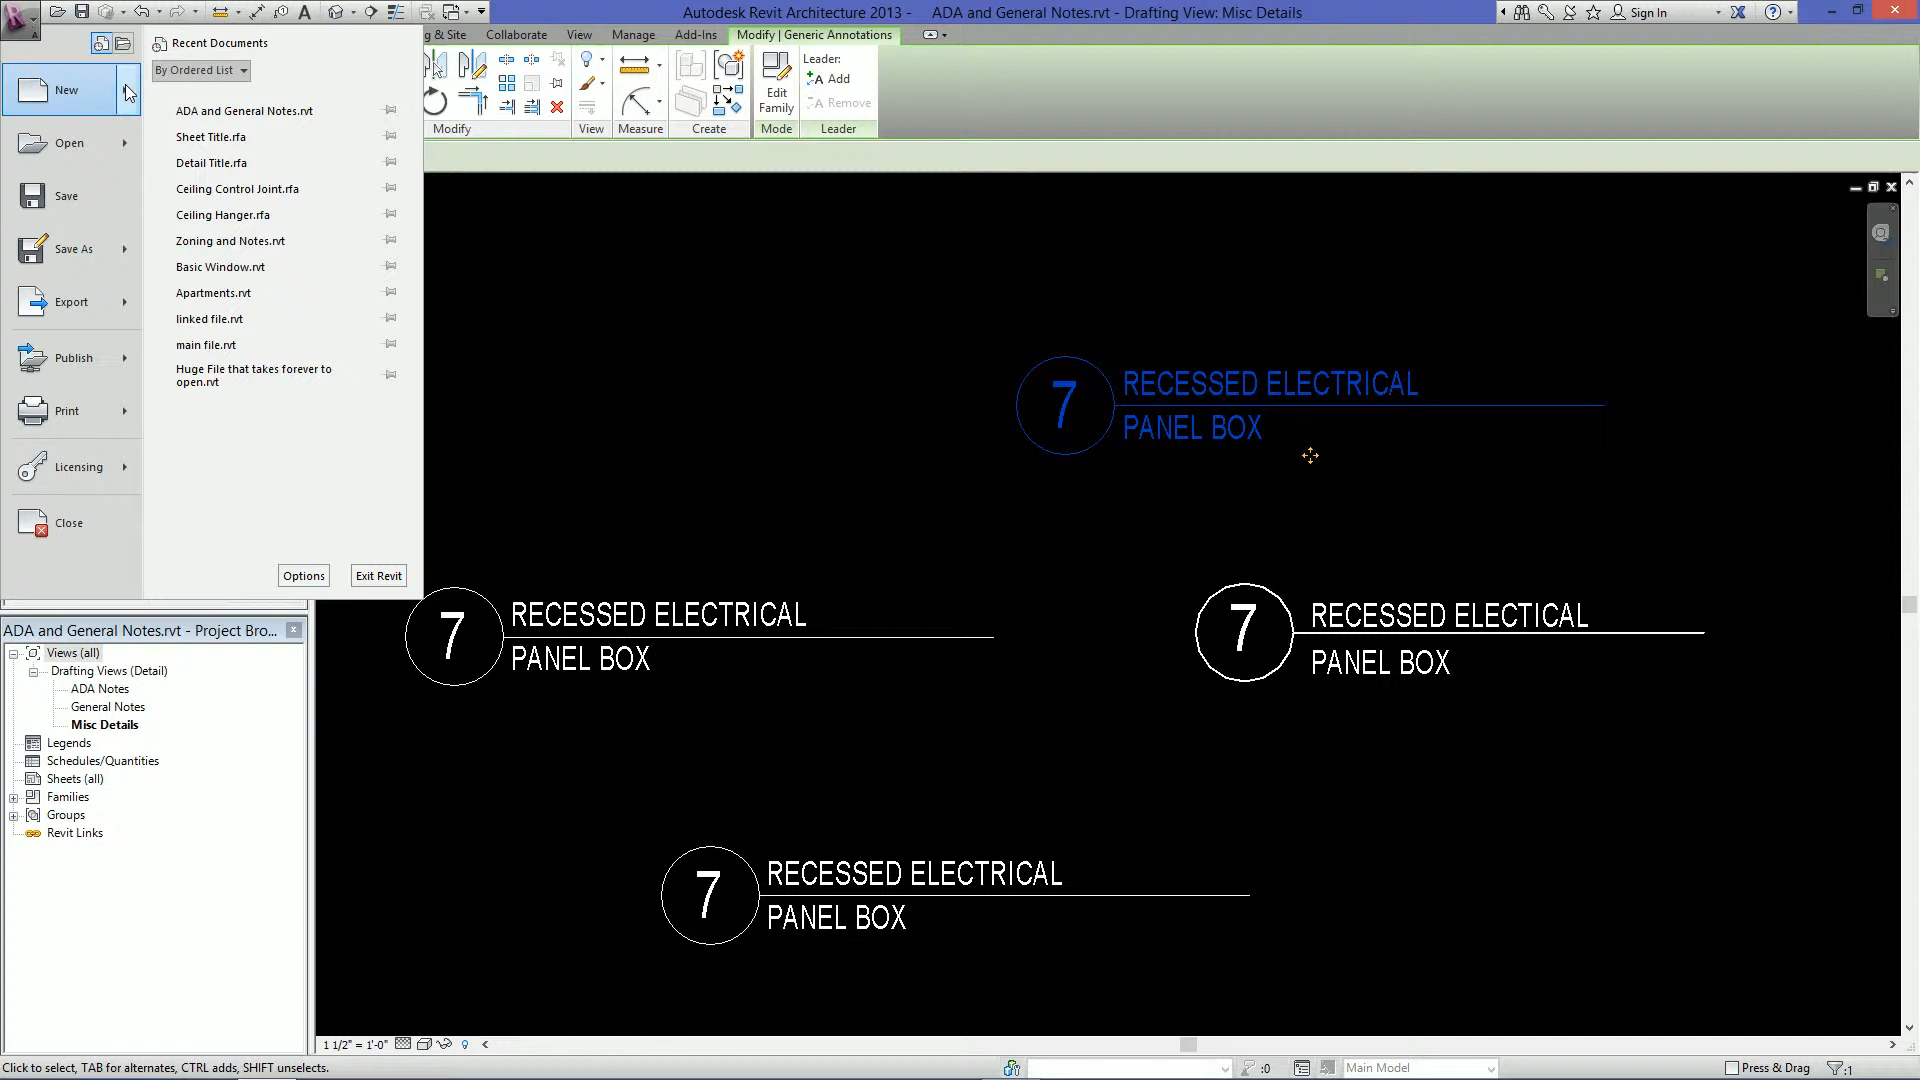 Autodesk Revit Architecture 2013 - ADA and General Notes.rvt - Drafting View: Misc Details
Sign In
g & Site
Collaborate
View
Manage
Add-Ins
Modify | Generic Annotations
Recent Documents
By Ordered List
New
Open
Save
Save As
Export
Publish
Print
Licensing
Close
ADA and General Notes.rvt
Sheet Title.rfa
Detail Title.rfa
Ceiling Control Joint.rfa
Ceiling Hanger.rfa
Zoning and Notes.rvt
Basic Window.rvt
Apartments.rvt
linked file.rvt
main file.rvt
Huge File that takes forever to
open.rvt
Options
Exit Revit
Edit
Family
Leader:
Add
Remove
Modify
View
Measure
Create
Mode
Leader
7
RECESSED ELECTRICAL
PANEL BOX
7
RECESSED ELECTRICAL
PANEL BOX
7
RECESSED ELECTICAL
PANEL BOX
7
RECESSED ELECTRICAL
PANEL BOX
ADA and General Notes.rvt - Project Bro...
Views (all)
Drafting Views (Detail)
ADA Notes
General Notes
Misc Details
Legends
Schedules/Quantities
Sheets (all)
Families
Groups
Revit Links
1 1/2" = 1'-0"
Click to select, TAB for alternates, CTRL adds, SHIFT unselects.
:0
Main Model
Press & Drag
:1